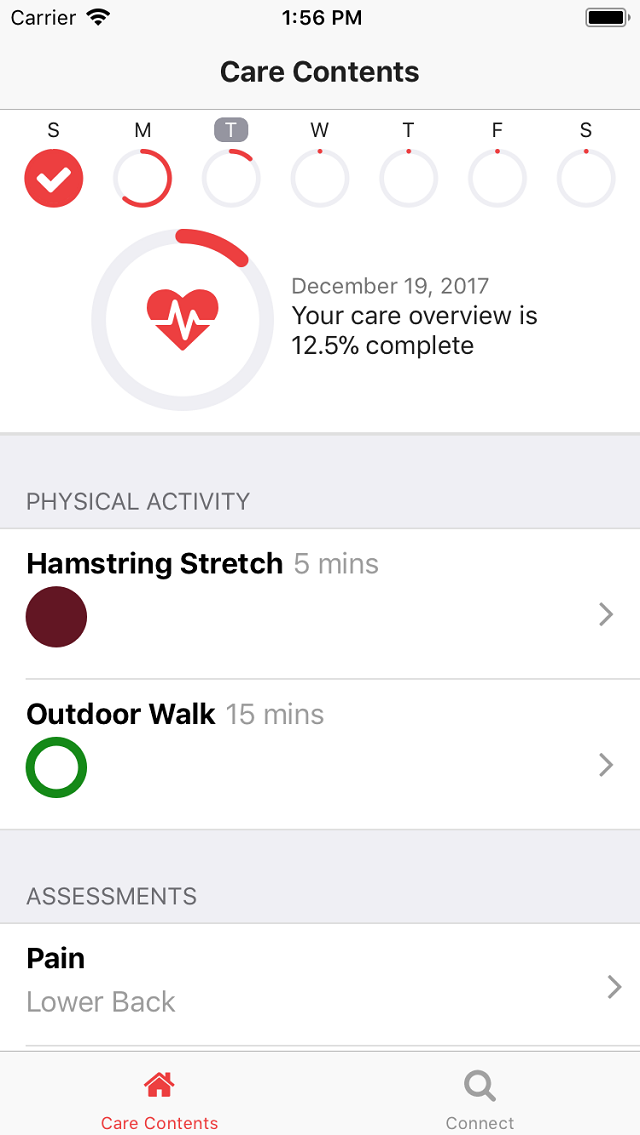 Carrier 1:56 PM
Care Contents
S M T W T F S
December 19, 2017
Your care overview is
12.5% complete
PHYSICAL ACTIVITY
Hamstring Stretch 5 mins
Outdoor Walk 15 mins
ASSESSMENTS
Pain
Lower Back
Care Contents Connect